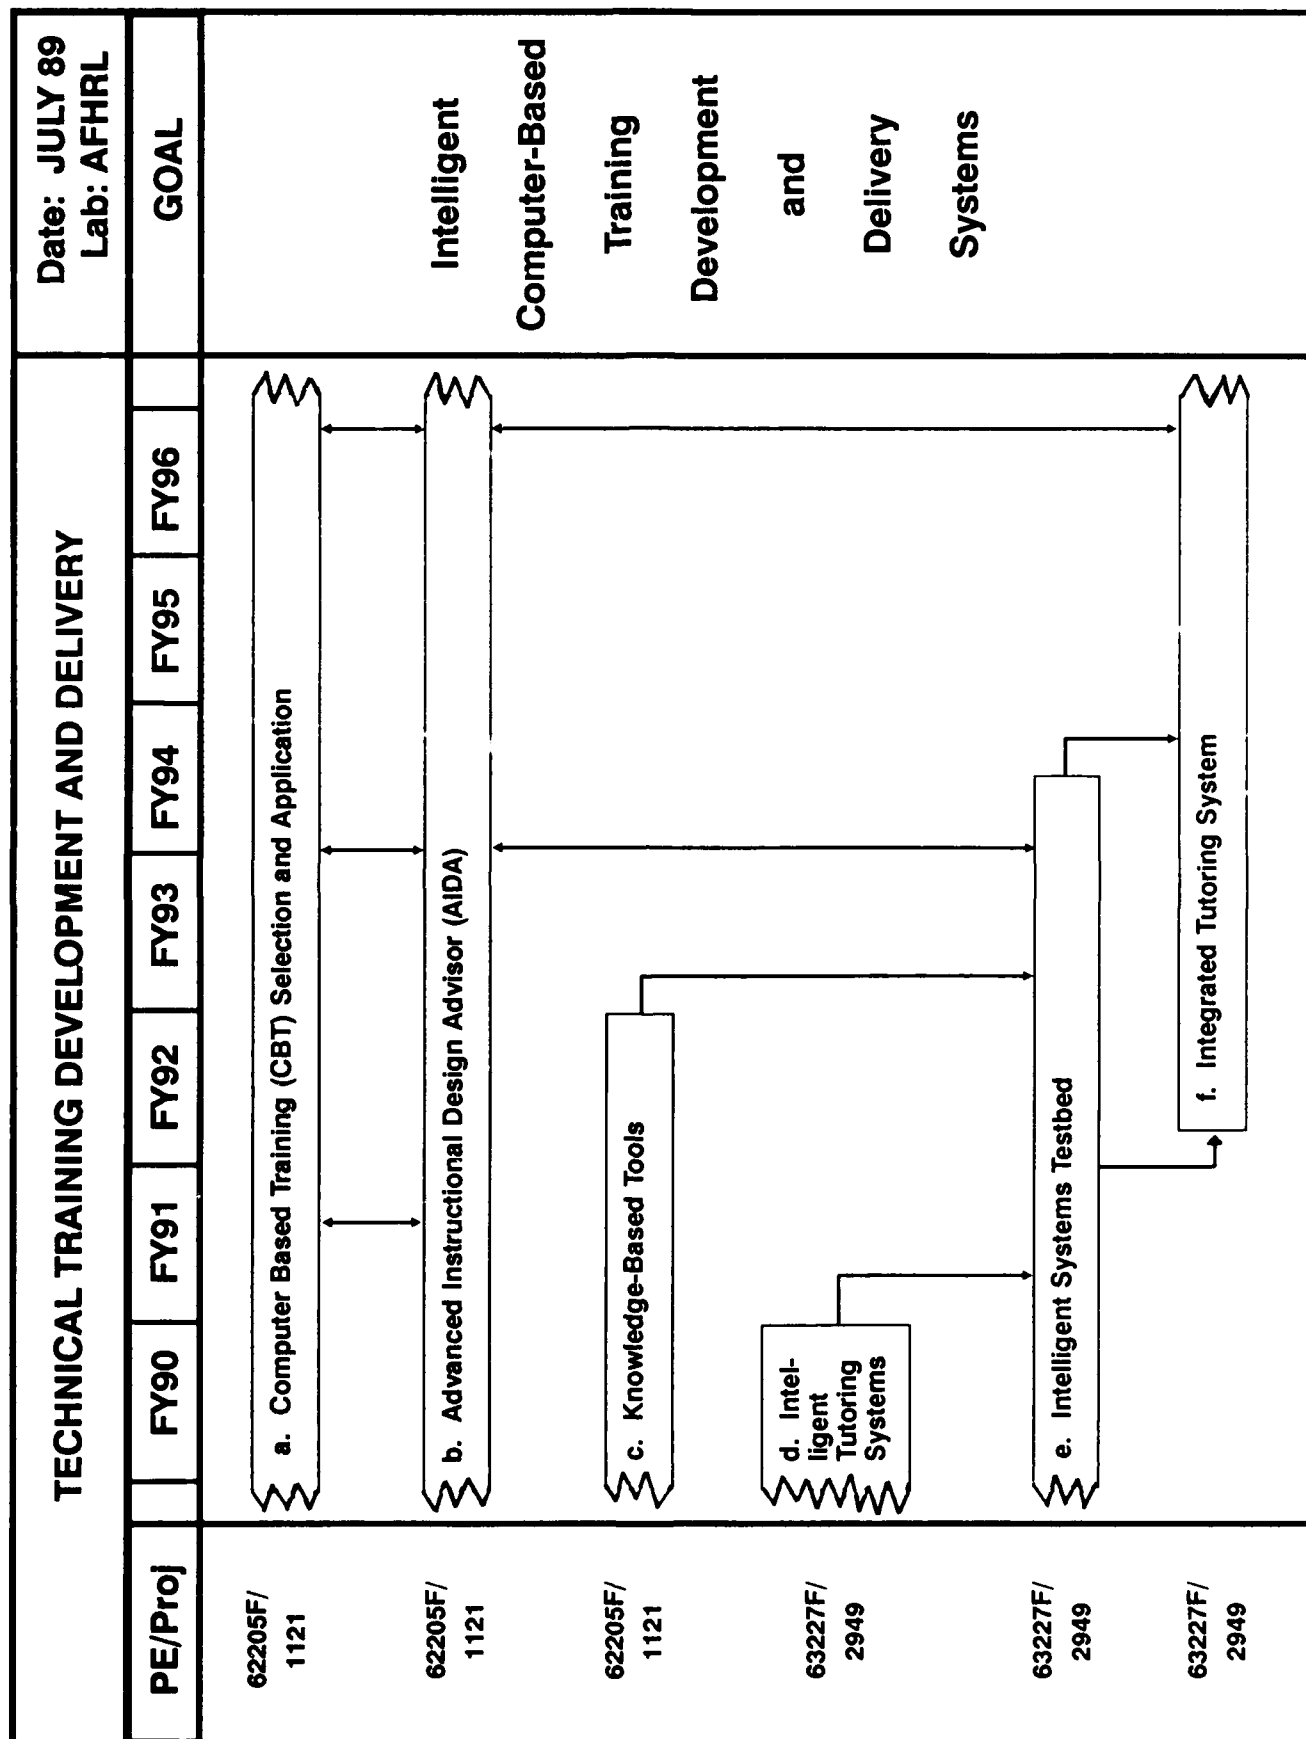 TECHNICAL TRAINING DEVELOPMENT AND DELIVERY
Date: JULY 89
Lab: AFHRL
PE/Proj
FY90
FY91
FY92
FY93
FY94
FY95
FY96
GOAL
62205F/
1121
a. Computer Based Training (CBT) Selection and Application
62205F/
1121
b. Advanced Instructional Design Advisor (AIDA)
62205F/
1121
c. Knowledge-Based Tools
63227F/
2949
d. Intel-
ligent
Tutoring
Systems
63227F/
2949
e. Intelligent Systems Testbed
63227F/
2949
f. Integrated Tutoring System
Intelligent
Computer-Based
Training
Development
and
Delivery
Systems